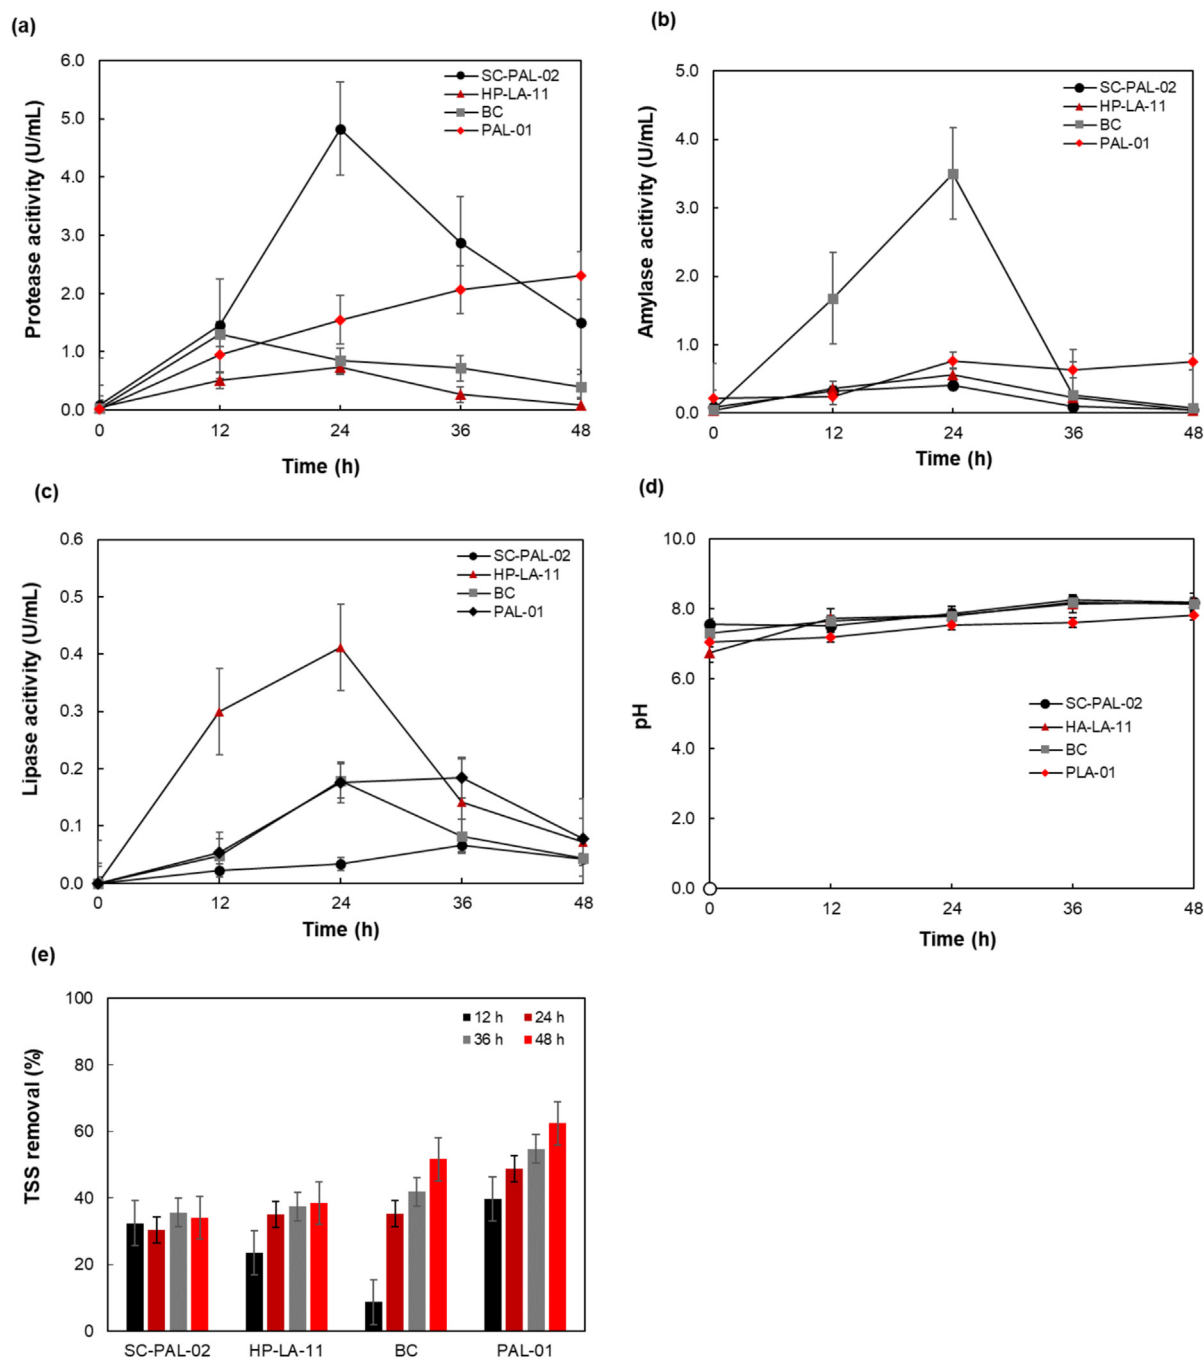 (a)
6.0
5.0
4.0
3.0
2.0
1.0
0.0
Protease acitivity (U/mL)
SC-PAL-02
HP-LA-11
BC
PAL-01
0 12 24 36 48
Time (h)
(b)
5.0
4.0
3.0
2.0
1.0
0.0
Amylase acitivity (U/mL)
SC-PAL-02
HP-LA-11
BC
PAL-01
0 12 24 36 48
Time (h)
(c)
0.6
0.5
0.4
0.3
0.2
0.1
0.0
Lipase acitivity (U/mL)
SC-PAL-02
HP-LA-11
BC
PAL-01
0 12 24 36 48
Time (h)
(d)
10.0
8.0
6.0
4.0
2.0
0.0
pH
SC-PAL-02
HA-LA-11
BC
PLA-01
0 12 24 36 48
Time (h)
(e)
100
80
60
40
20
0
TSS removal (%)
12 h 24 h
36 h 48 h
SC-PAL-02 HP-LA-11 BC PAL-01